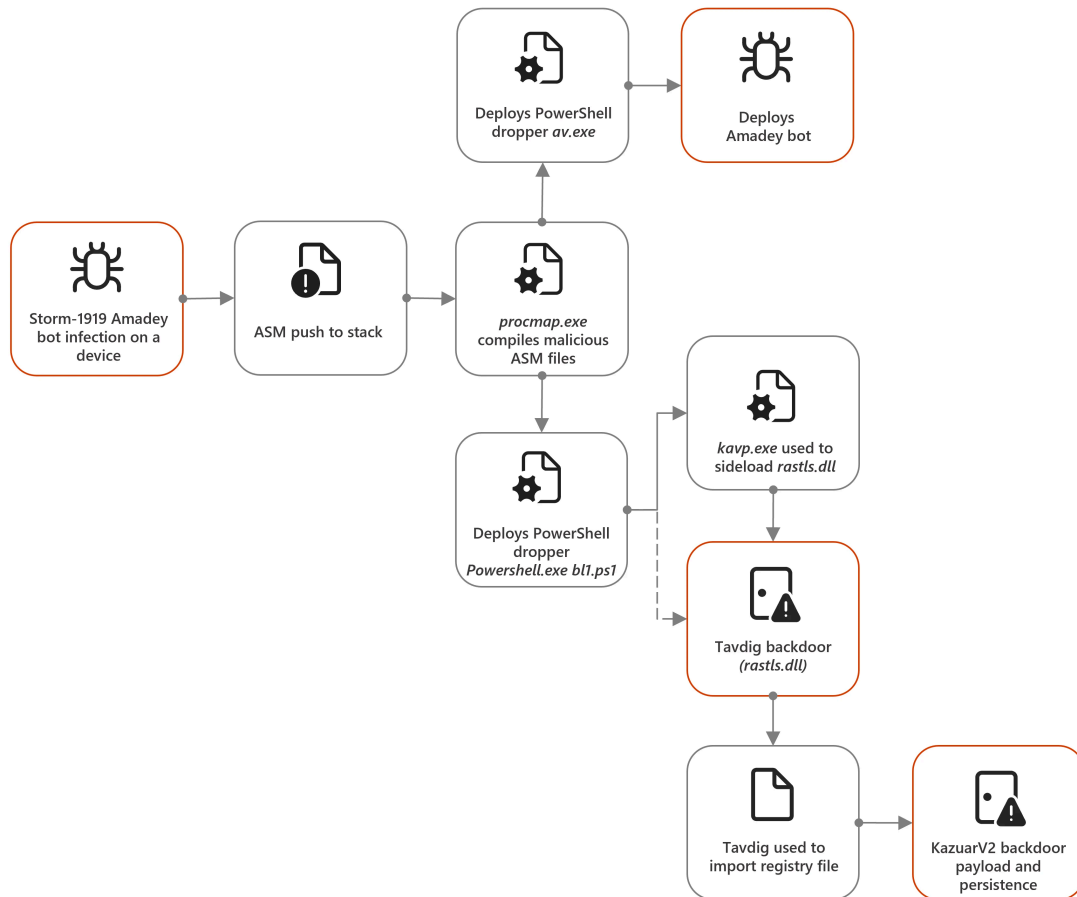 Deploys PowerShell
dropper av.exe
Deploys
Amadey bot
Storm-1919 Amadey
bot infection on a
device
ASM push to stack
procmap.exe
compiles malicious
ASM files
kavp.exe used to
sideload rastls.dll
Deploys PowerShell
dropper
Powershell.exe bl1.ps1
Tavdig backdoor
(rastls.dll)
Tavdig used to
import registry file
KazuarV2 backdoor
payload and
persistence